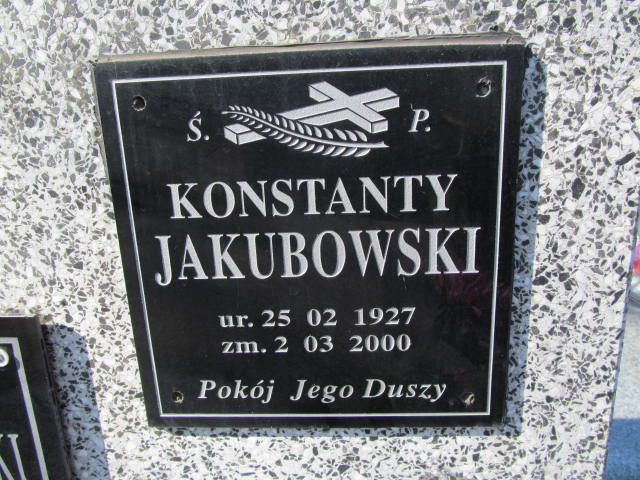 Ś. P.
KONSTANTY
JAKUBOWSKI
ur. 25 02 1927
zm. 2 03 2000
Pokój Jego Duszy